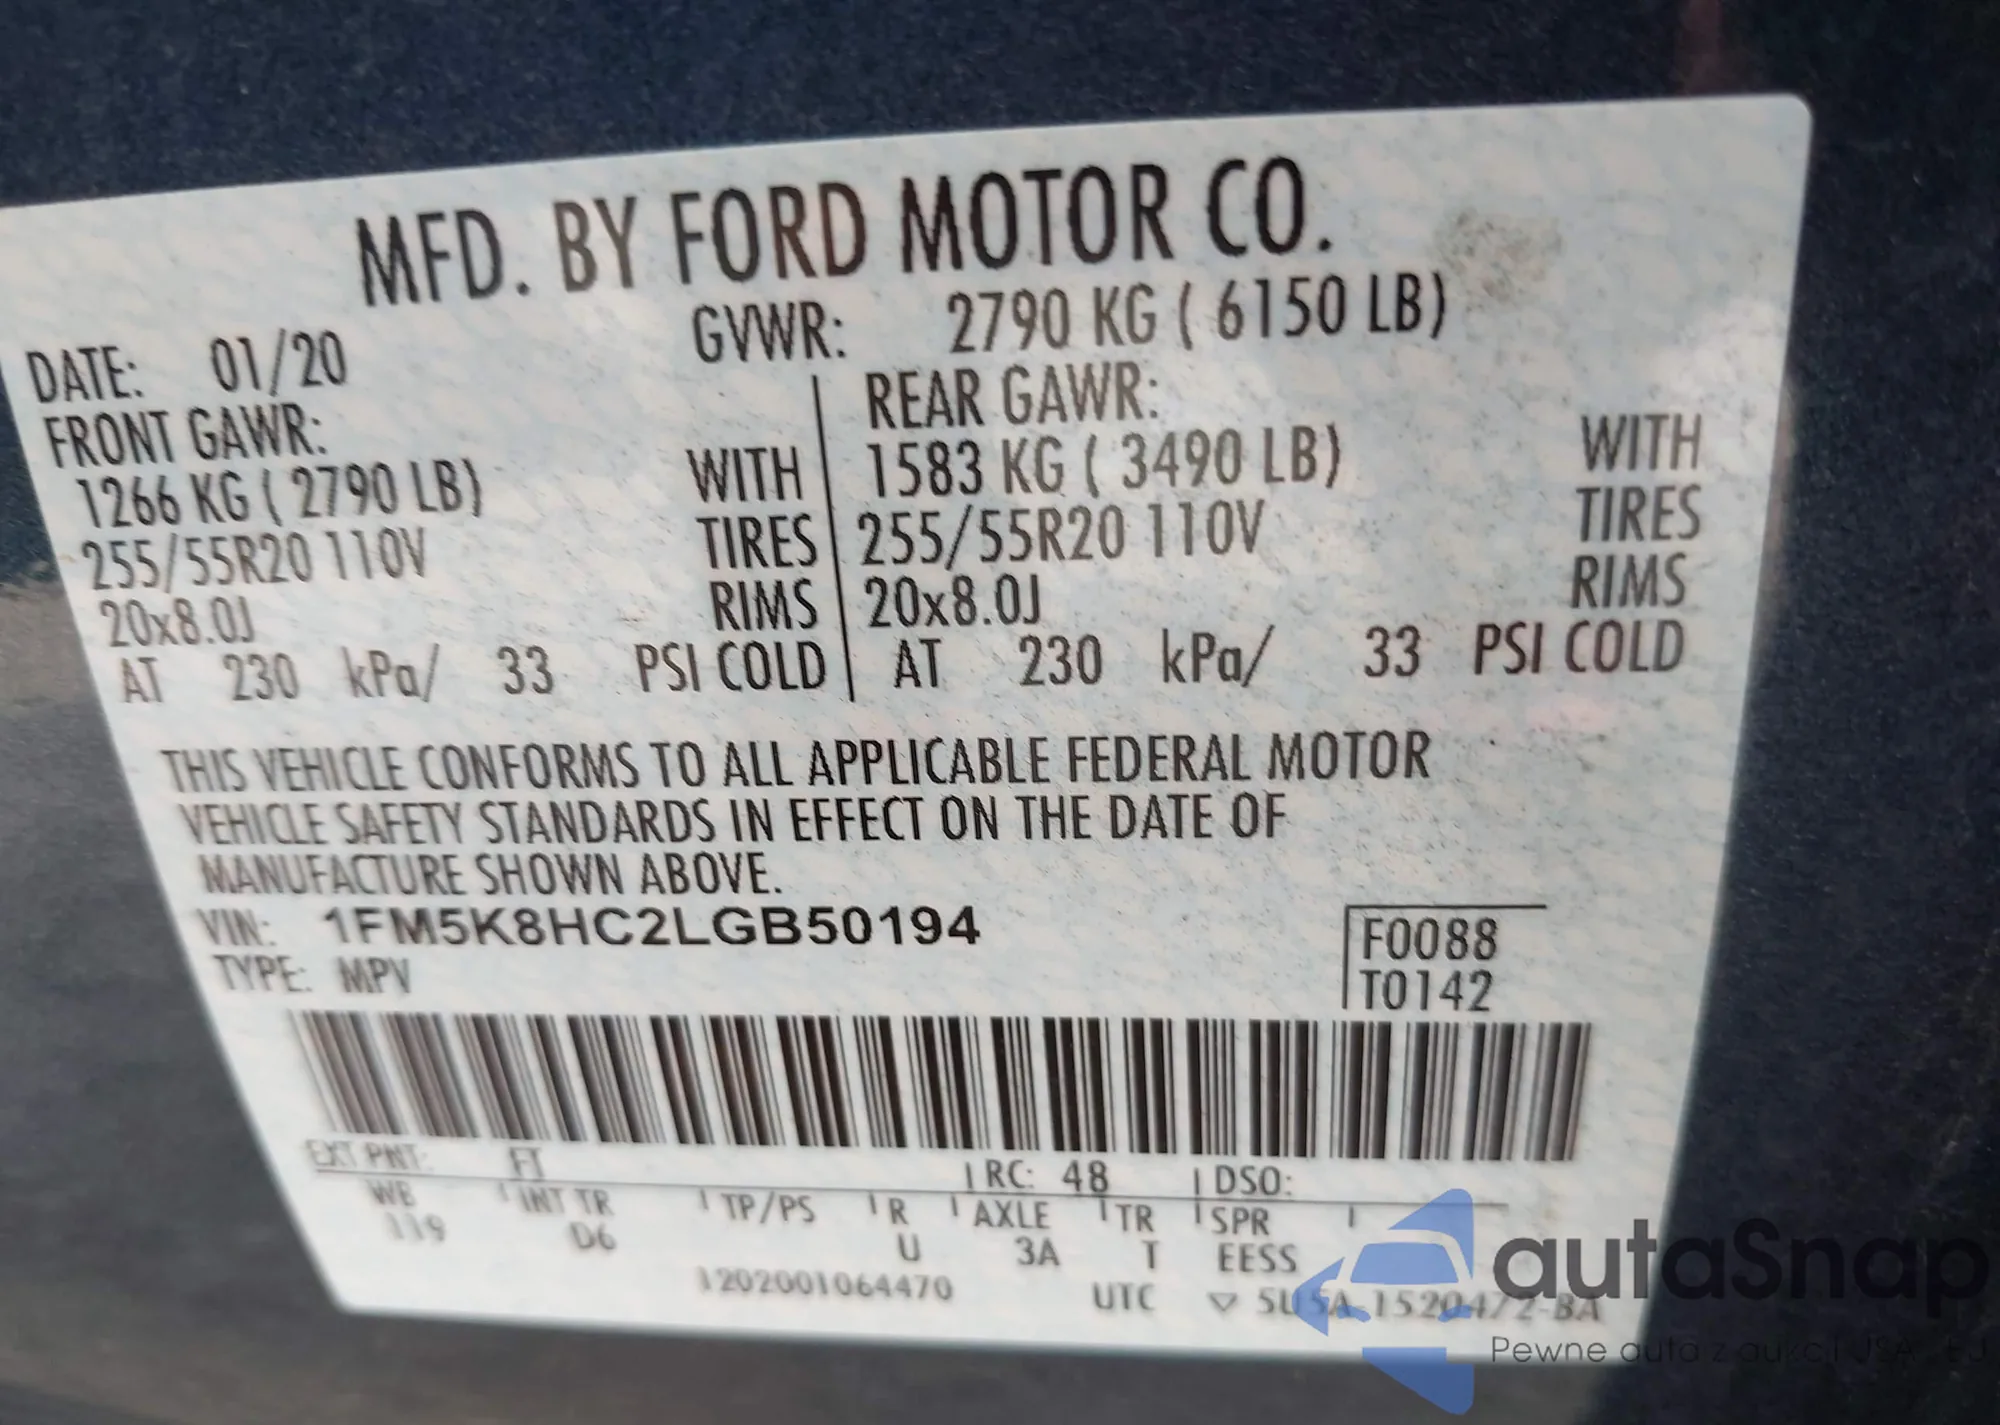 MFD. BY FORD MOTOR CO.
DATE: 01/20 GVWR: 2790 KG ( 6150 LB)
FRONT GAWR: REAR GAWR:
1266 KG ( 2790 LB) WITH 1583 KG ( 3490 LB) WITH
255/55R20 110V TIRES 255/55R20 110V TIRES
20x8.0J RIMS 20x8.0J RIMS
AT 230 kPa/ 33 PSI COLD AT 230 kPa/ 33 PSI COLD
THIS VEHICLE CONFORMS TO ALL APPLICABLE FEDERAL MOTOR
VEHICLE SAFETY STANDARDS IN EFFECT ON THE DATE OF
MANUFACTURE SHOWN ABOVE.
VIN: 1FM5K8HC2LGB50194 F0088
TYPE: MPV T0142
EXT PNT: FT RC: 48 DSO:
WB INT TR TP/PS R AXLE TR SPR
119 D6 U 3A T EESS
1202001064470 UTC
autaSnap
Pewne auta z aukcji USA